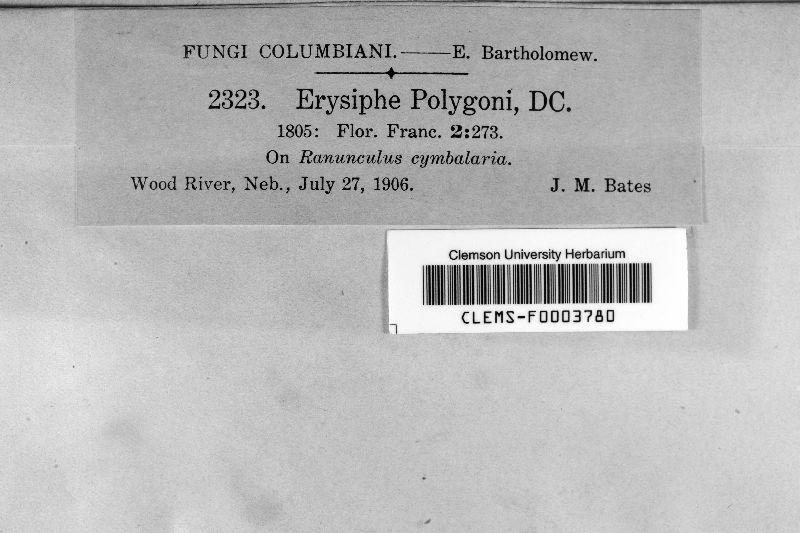 FUNGI COLUMBIANI.——E. Bartholomew.
2323. Erysiphe Polygoni, DC.
1805: Flor. Franc. 2:273.
On Ranunculus cymbalaria.
Wood River, Neb., July 27, 1906. J. M. Bates
Clemson University Herbarium
CLEMS-F0003780